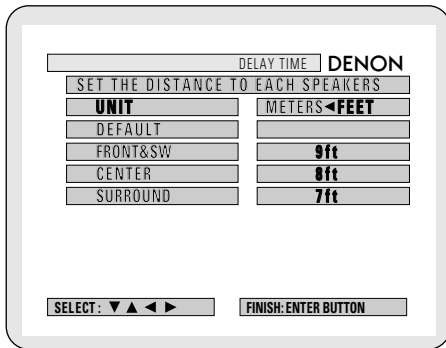 DELAY TIME DENON
SET THE DISTANCE TO EACH SPEAKERS
UNIT METERS◄FEET
DEFAULT
FRONT&SW 9ft
CENTER 8ft
SURROUND 7ft
SELECT: ▼ ▲ ◄ ► FINISH: ENTER BUTTON